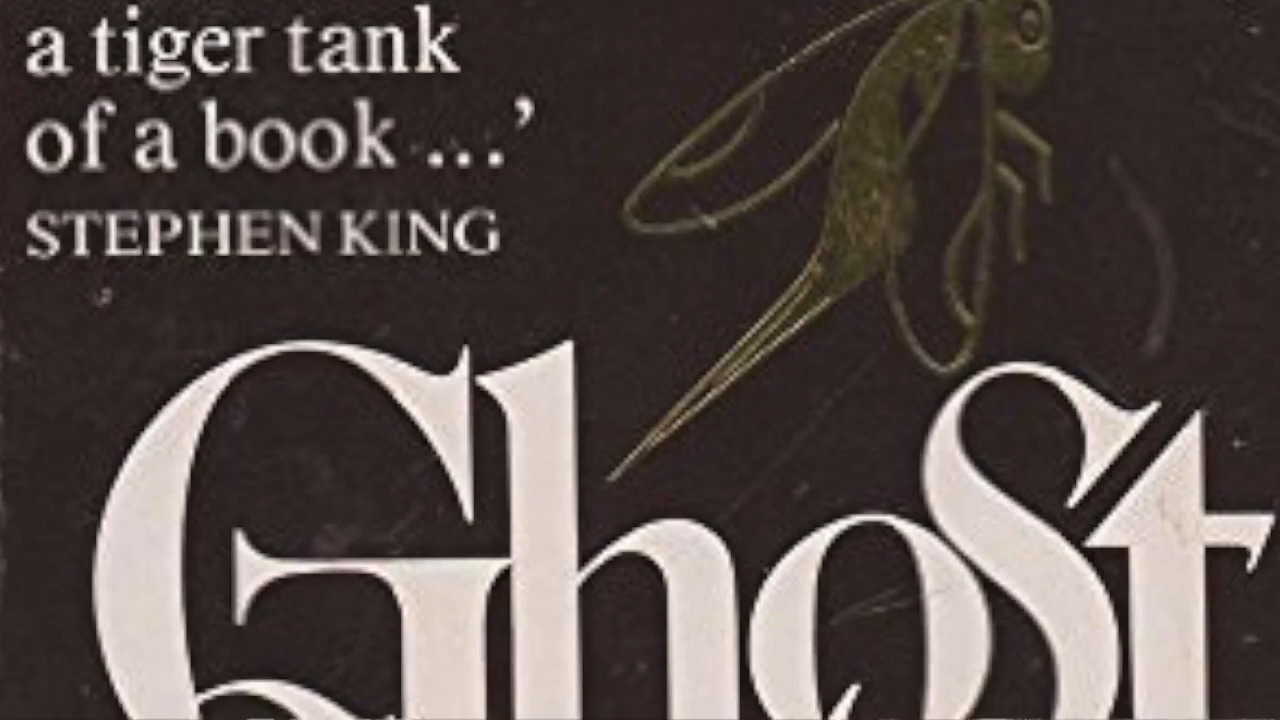 a tiger tank
of a book ...’
STEPHEN KING
Ghost